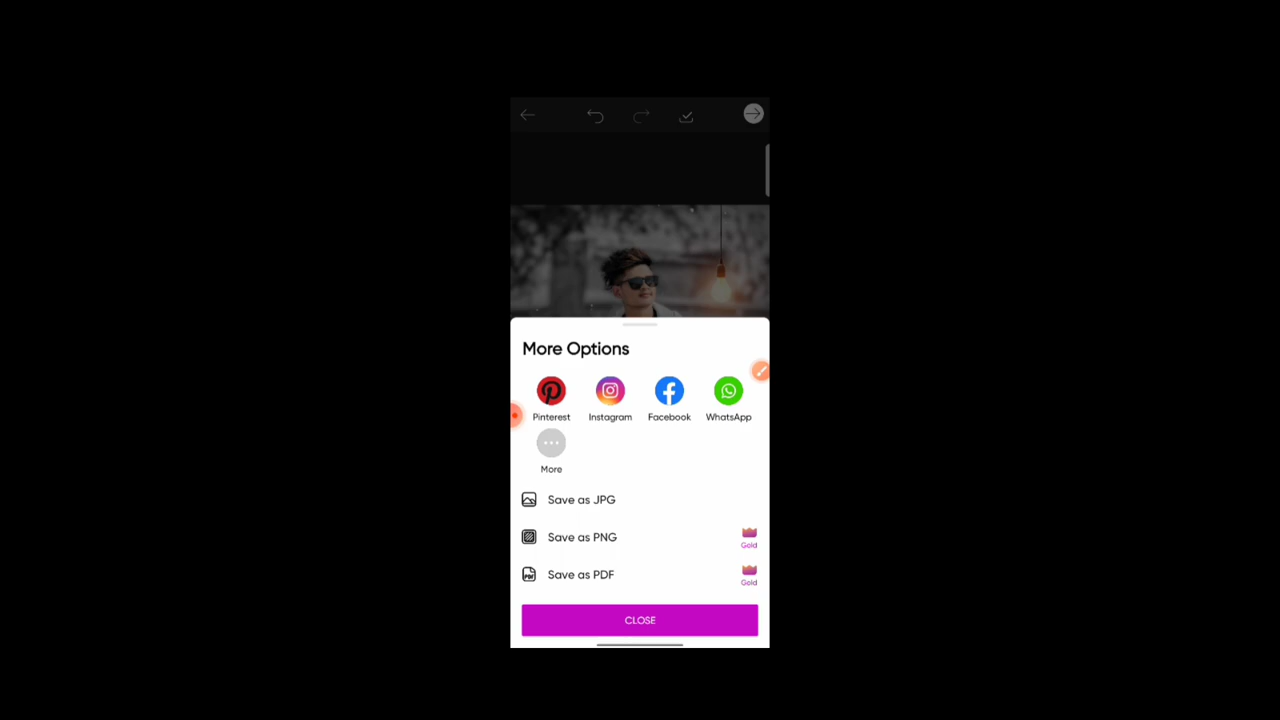 More Options
Pinterest Instagram Facebook WhatsApp
More
Save as JPG
Save as PNG Gold
PDF Save as PDF Gold
CLOSE